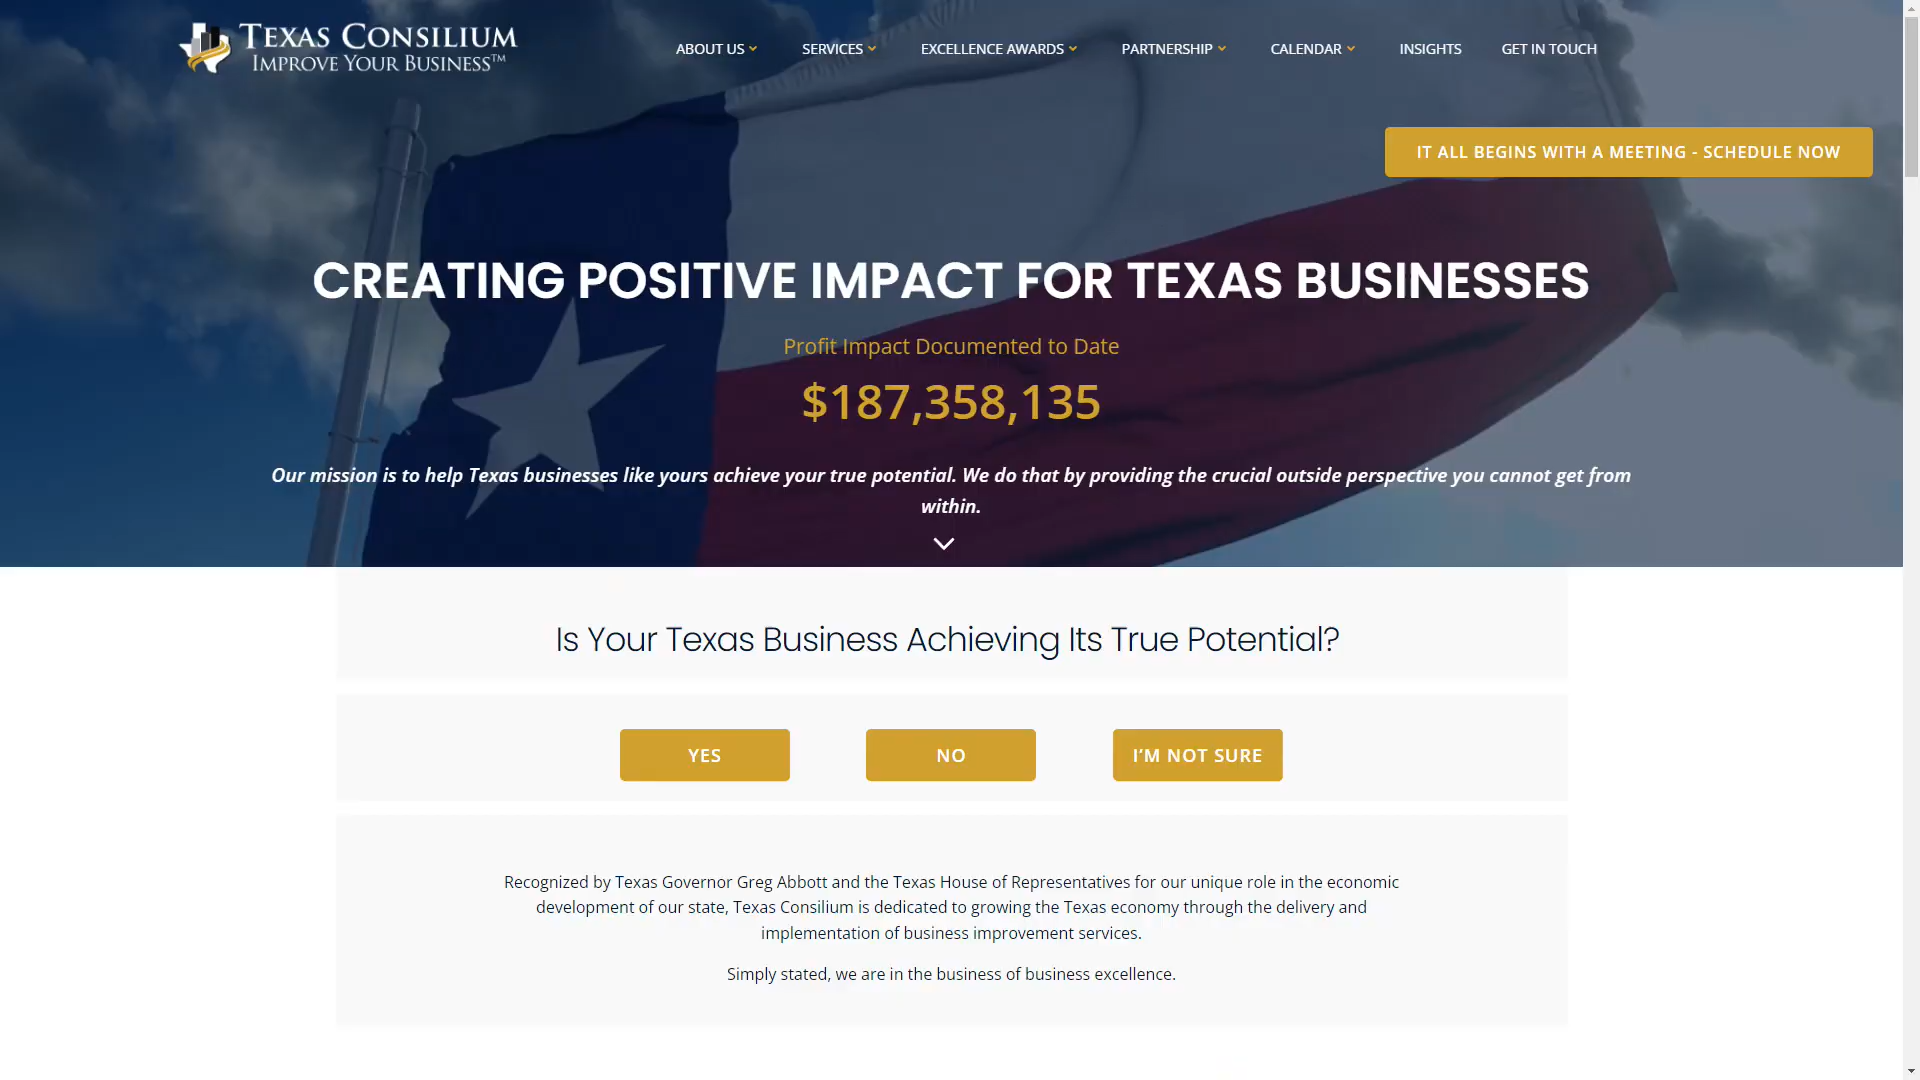 TEXAS CONSILIUM
IMPROVE YOUR BUSINESS™
ABOUT US
SERVICES
EXCELLENCE AWARDS
PARTNERSHIP
CALENDAR
INSIGHTS
GET IN TOUCH
IT ALL BEGINS WITH A MEETING - SCHEDULE NOW
CREATING POSITIVE IMPACT FOR TEXAS BUSINESSES
Profit Impact Documented to Date
$187,358,135
Our mission is to help Texas businesses like yours achieve your true potential. We do that by providing the crucial outside perspective you cannot get from
within.
Is Your Texas Business Achieving Its True Potential?
YES
NO
I’M NOT SURE
Recognized by Texas Governor Greg Abbott and the Texas House of Representatives for our unique role in the economic
development of our state, Texas Consilium is dedicated to growing the Texas economy through the delivery and
implementation of business improvement services.
Simply stated, we are in the business of business excellence.